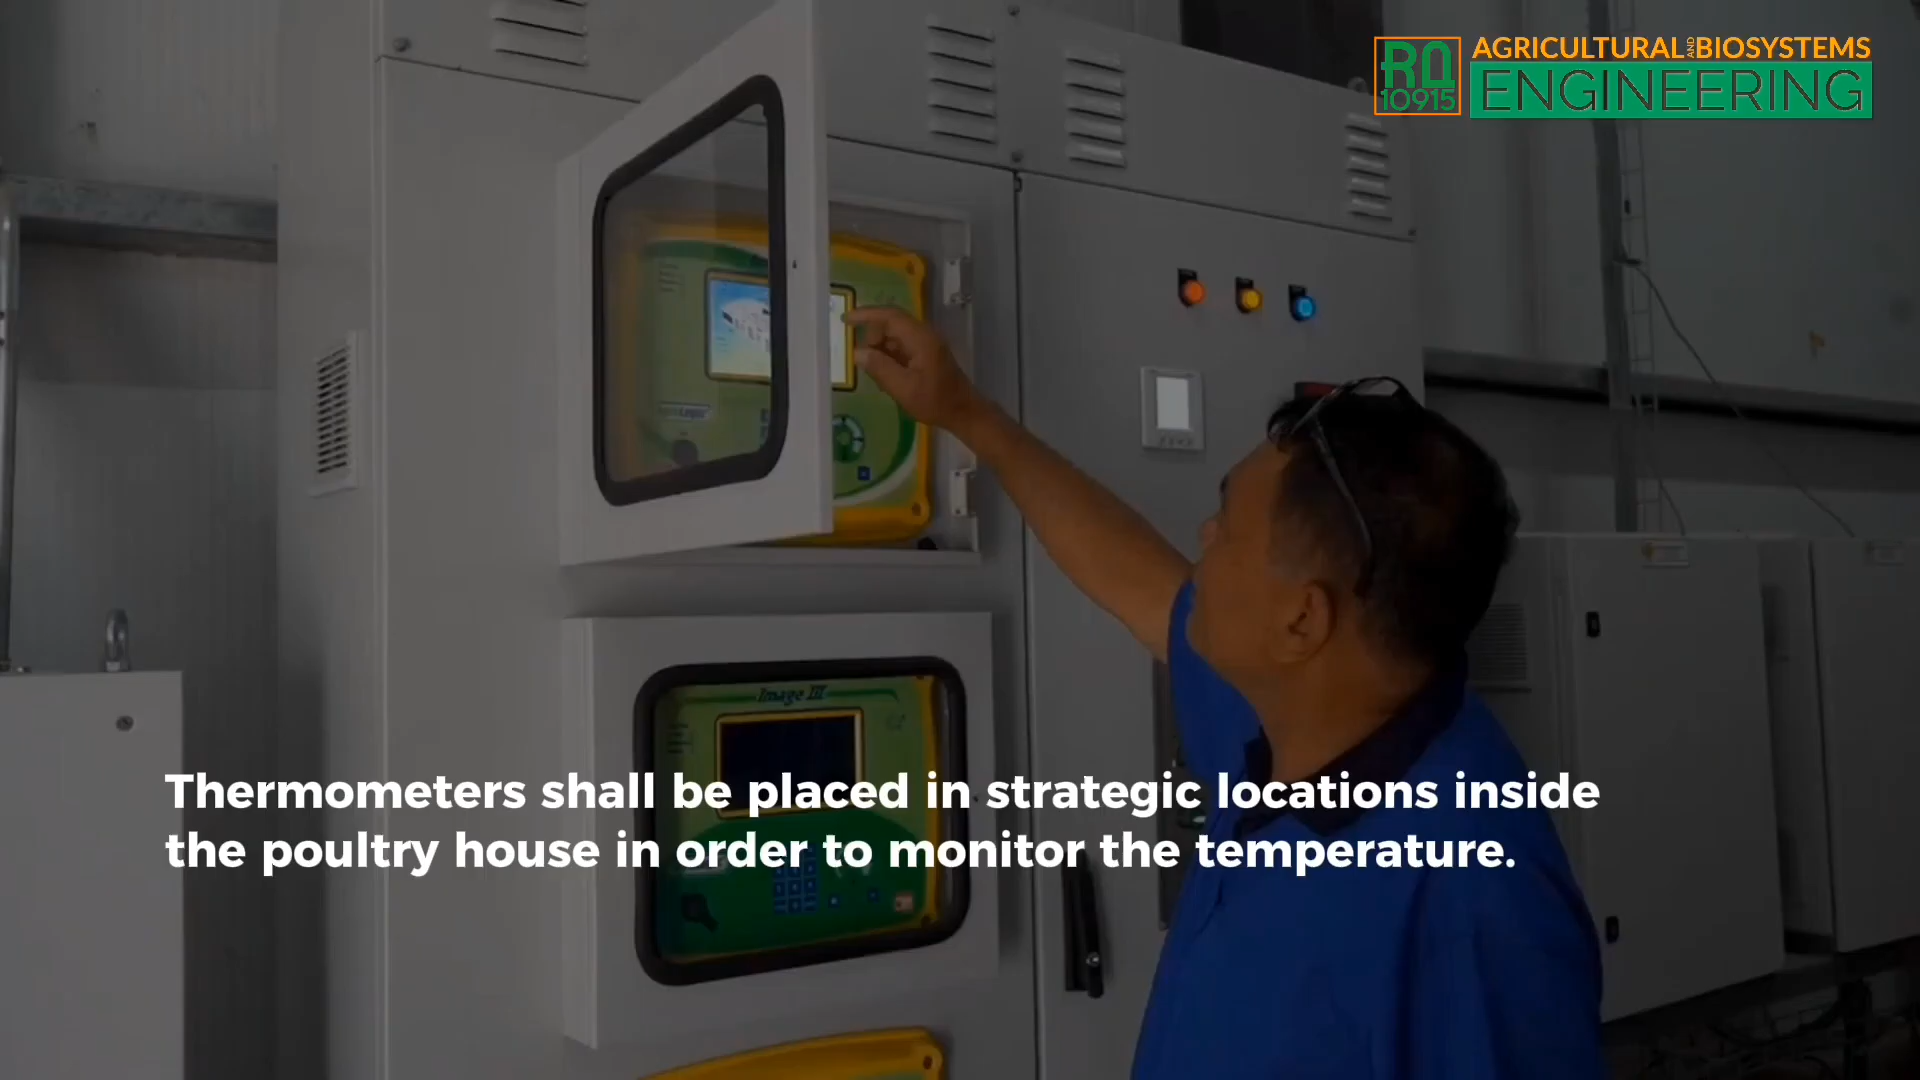 RA
10915
AGRICULTURAL AND BIOSYSTEMS
ENGINEERING
Image III
Thermometers shall be placed in strategic locations inside
the poultry house in order to monitor the temperature.